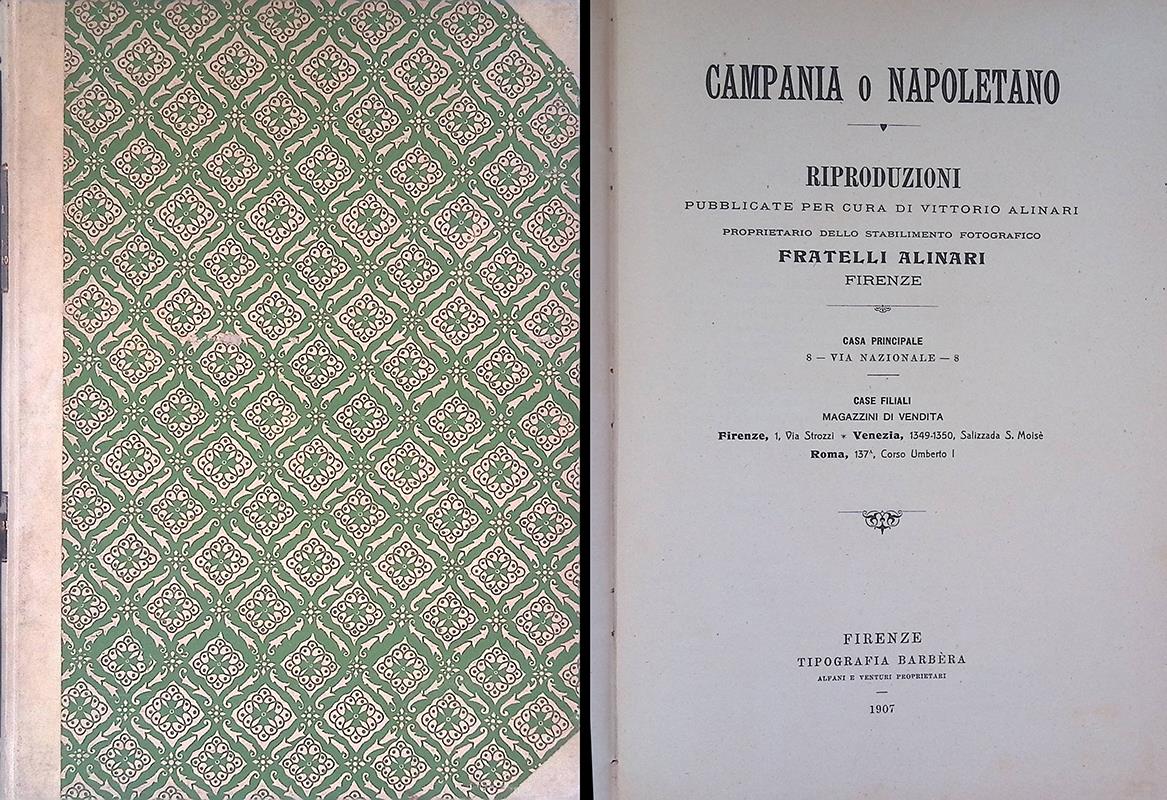 CAMPANIA o NAPOLETANO
RIPRODUZIONI
PUBBLICATE PER CURA DI VITTORIO ALINARI
PROPRIETARIO DELLO STABILIMENTO FOTOGRAFICO
FRATELLI ALINARI
FIRENZE
CASA PRINCIPALE
8 — VIA NAZIONALE — 8
CASE FILIALI
MAGAZZINI DI VENDITA
Firenze, 1, Via Strozzi * Venezia, 1349-1350, Salizzada S. Moisè
Roma, 137ᴬ, Corso Umberto I
FIRENZE
TIPOGRAFIA BARBÈRA
ALFANI E VENTURI PROPRIETARI
1907